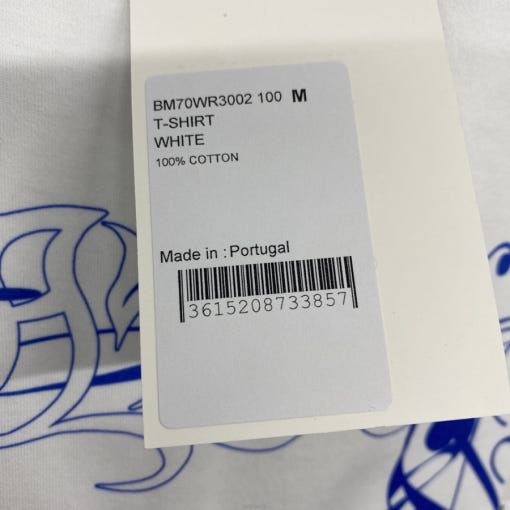 BM70WR3002 100 M
T-SHIRT
WHITE
100% COTTON
Made in : Portugal
3615208733857